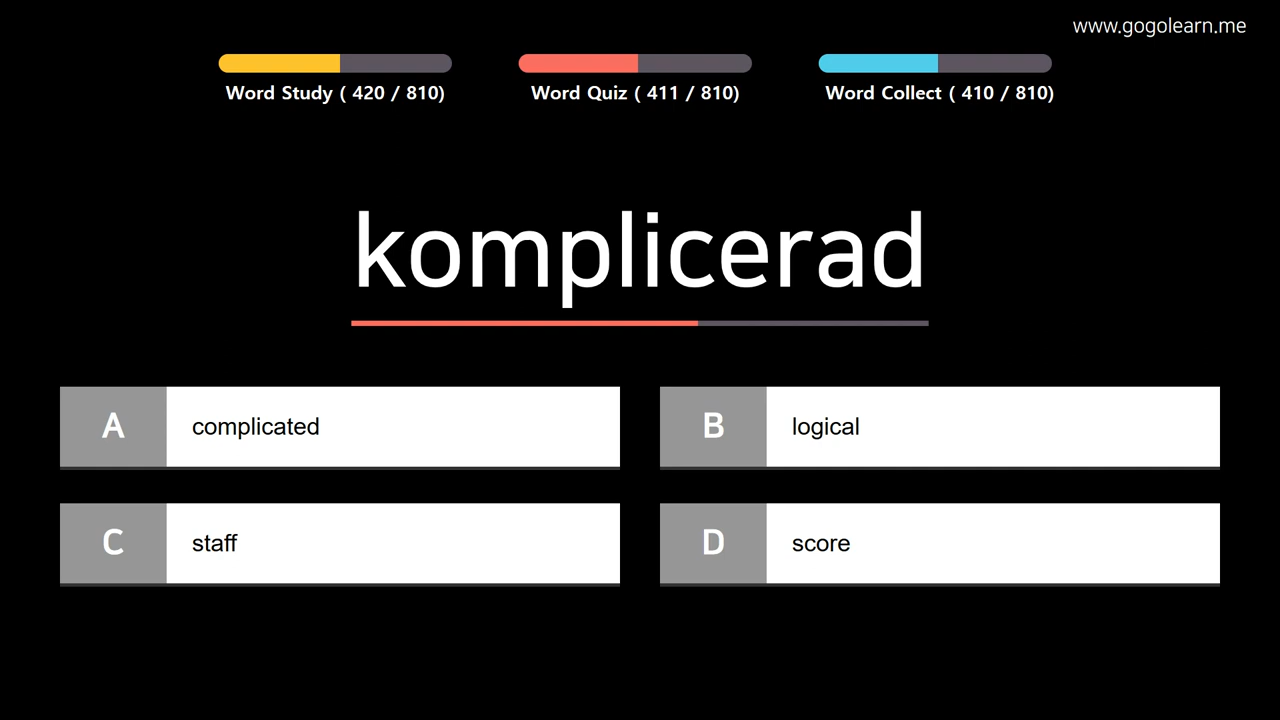 www.gogolearn.me
Word Study ( 420 / 810)
Word Quiz ( 411 / 810)
Word Collect ( 410 / 810)
komplicerad
A complicated
B logical
C staff
D score